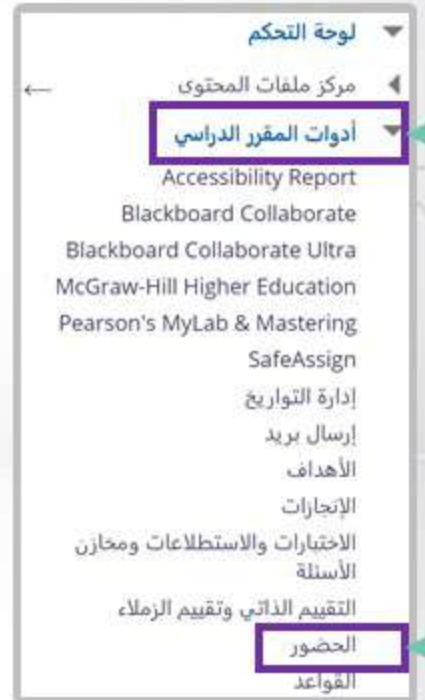 لوحة التحكم
مركز ملفات المحتوى
أدوات المقرر الدراسي
Accessibility Report
Blackboard Collaborate
Blackboard Collaborate Ultra
McGraw-Hill Higher Education
Pearson's MyLab & Mastering
SafeAssign
إدارة التواريخ
إرسال بريد
الأهداف
الإنجازات
الاختبارات والاستطلاعات ومخازن
الأسئلة
التقييم الذاتي وتقييم الزملاء
الحضور
القواعد